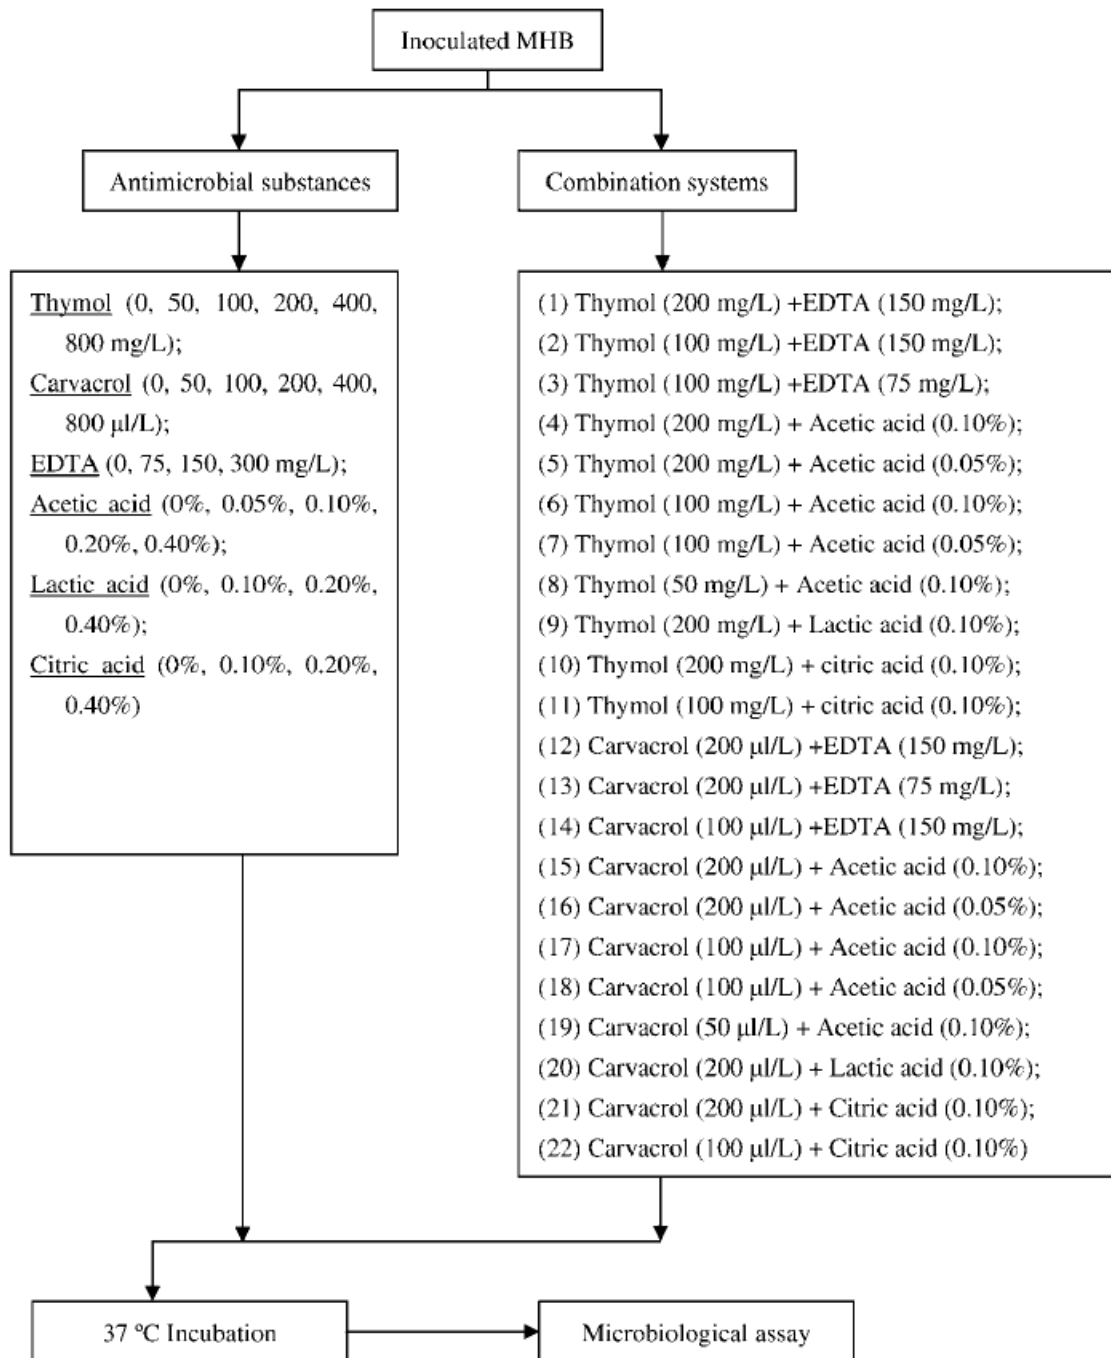 Inoculated MHB
Antimicrobial substances
Combination systems
Thymol (0, 50, 100, 200, 400,
800 mg/L);
Carvacrol (0, 50, 100, 200, 400,
800 µl/L);
EDTA (0, 75, 150, 300 mg/L);
Acetic acid (0%, 0.05%, 0.10%,
0.20%, 0.40%);
Lactic acid (0%, 0.10%, 0.20%,
0.40%);
Citric acid (0%, 0.10%, 0.20%,
0.40%)
(1) Thymol (200 mg/L) +EDTA (150 mg/L);
(2) Thymol (100 mg/L) +EDTA (150 mg/L);
(3) Thymol (100 mg/L) +EDTA (75 mg/L);
(4) Thymol (200 mg/L) + Acetic acid (0.10%);
(5) Thymol (200 mg/L) + Acetic acid (0.05%);
(6) Thymol (100 mg/L) + Acetic acid (0.10%);
(7) Thymol (100 mg/L) + Acetic acid (0.05%);
(8) Thymol (50 mg/L) + Acetic acid (0.10%);
(9) Thymol (200 mg/L) + Lactic acid (0.10%);
(10) Thymol (200 mg/L) + citric acid (0.10%);
(11) Thymol (100 mg/L) + citric acid (0.10%);
(12) Carvacrol (200 µl/L) +EDTA (150 mg/L);
(13) Carvacrol (200 µl/L) +EDTA (75 mg/L);
(14) Carvacrol (100 µl/L) +EDTA (150 mg/L);
(15) Carvacrol (200 µl/L) + Acetic acid (0.10%);
(16) Carvacrol (200 µl/L) + Acetic acid (0.05%);
(17) Carvacrol (100 µl/L) + Acetic acid (0.10%);
(18) Carvacrol (100 µl/L) + Acetic acid (0.05%);
(19) Carvacrol (50 µl/L) + Acetic acid (0.10%);
(20) Carvacrol (200 µl/L) + Lactic acid (0.10%);
(21) Carvacrol (200 µl/L) + Citric acid (0.10%);
(22) Carvacrol (100 µl/L) + Citric acid (0.10%)
37 ℃ Incubation
Microbiological assay